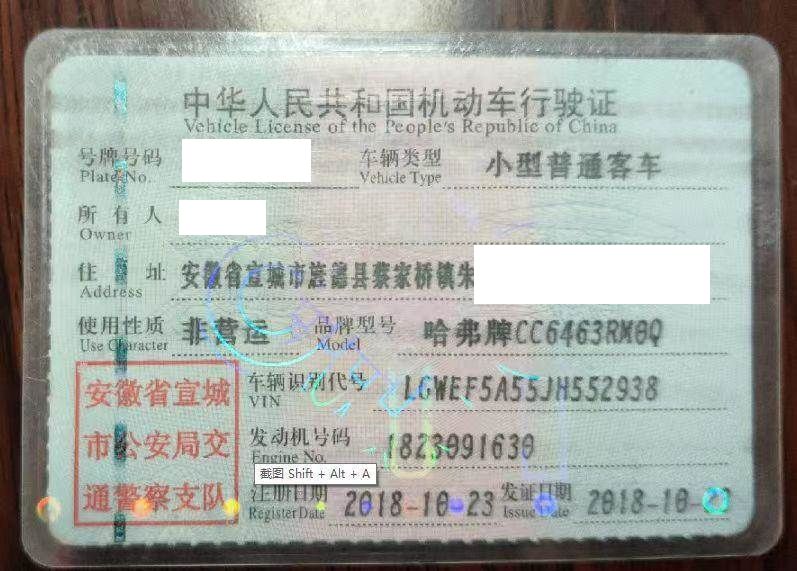 中华人民共和国机动车行驶证
Vehicle License of the People's Republic of China
号牌号码 车辆类型 小型普通客车
Plate No. Vehicle Type
所有人
Owner
住址 安徽省宣城市旌德县蔡家桥镇朱
Address
使用性质 非营运 品牌型号 哈弗牌CC6463RM0Q
Use Character Model
安徽省宣城
市公安局交
通警察支队
车辆识别代号 LGWEF5A55JH552938
VIN
发动机号码 1823091630
Engine No.
截图 Shift + Alt + A
注册日期 2018-10-23 发证日期 2018-10-
Register Date Issue Date